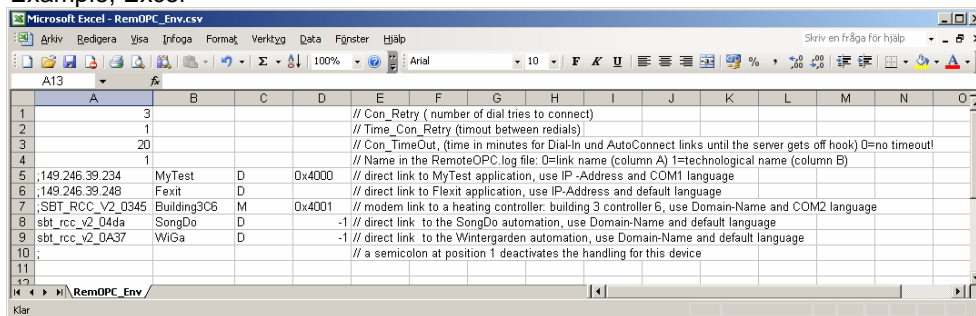 Example, Excel
Microsoft Excel - RemOPC_Env.csv
Arkiv Redigera Visa Infoga Format Verktyg Data Fönster Hjälp Skriv en fråga för hjälp
100% Arial 10 F K U
A13 fx
A B C D E F G H I J K L M N O
1 3 // Con_Retry ( number of dial tries to connect)
2 1 // Time_Con_Retry (timout between redials)
3 20 // Con_TimeOut, (time in minutes for Dial-In und AutoConnect links until the server gets off hook) 0=no timeout!
4 1 // Name in the RemoteOPC.log file: 0=link name (column A) 1=technological name (column B)
5 ;149.246.39.234 MyTest D 0x4000 // direct link to MyTest application, use IP -Address and COM1 language
6 ;149.246.39.248 Fexit D // direct link to Flexit application, use IP-Address and default language
7 ;SBT_RCC_V2_0345 Building3C6 M 0x4001 // modem link to a heating controller: building 3 controller 6, use Domain-Name and COM2 language
8 sbt_rcc_v2_04da SongDo D -1 // direct link to the SongDo automation, use Domain-Name and default language
9 sbt_rcc_v2_0A37 WiGa D -1 // direct link to the Wintergarden automation, use Domain-Name and default language
10 ; // a semicolon at position 1 deactivates the handling for this device
11
12
RemOPC_Env
Klar